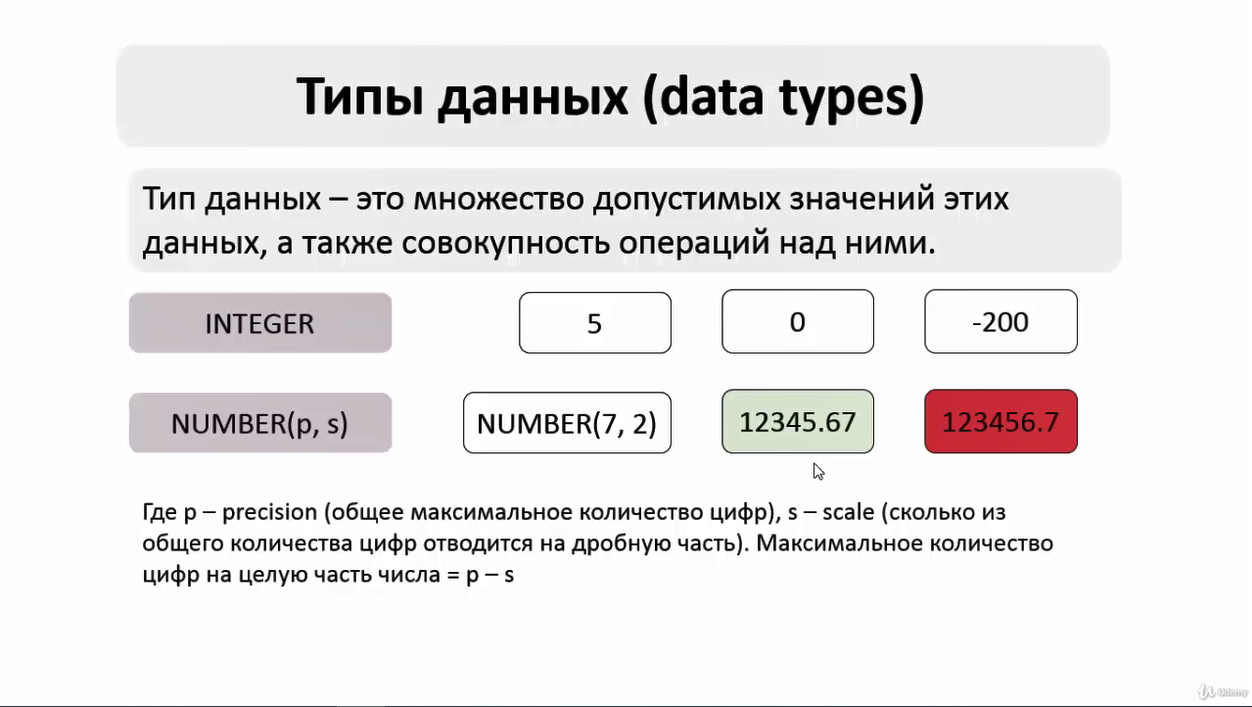 Типы данных (data types)
Тип данных – это множество допустимых значений этих
данных, а также совокупность операций над ними.
INTEGER
5
0
-200
NUMBER(p, s)
NUMBER(7, 2)
12345.67
123456.7
Где p – precision (общее максимальное количество цифр), s – scale (сколько из
общего количества цифр отводится на дробную часть). Максимальное количество
цифр на целую часть числа = p – s
Udemy